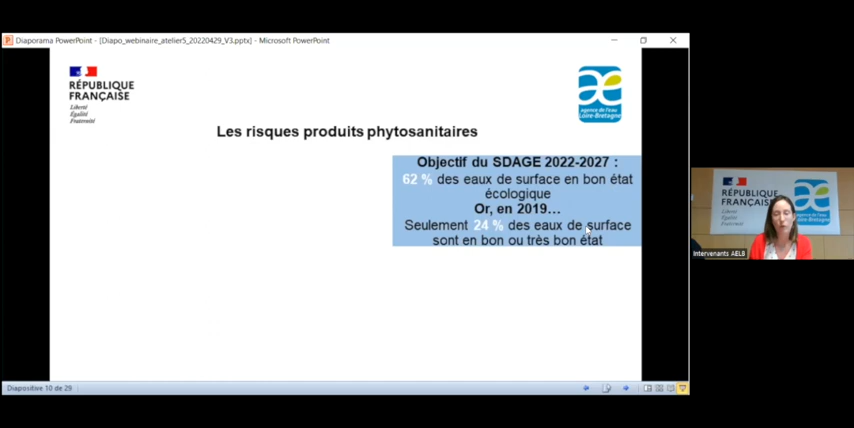 Diaporama PowerPoint - [Diapo_webinaire_atelier5_20220429_V3.pptx] - Microsoft PowerPoint
RÉPUBLIQUE
FRANÇAISE
Liberté
Égalité
Fraternité
agence de l'eau
Loire-Bretagne
Les risques produits phytosanitaires
Objectif du SDAGE 2022-2027 :
62 % des eaux de surface en bon état
écologique
Or, en 2019...
Seulement 24 % des eaux de surface
sont en bon ou très bon état
RÉPUBLIQUE
FRANÇAISE
Intervenants AELB
Diapositive 10 de 29